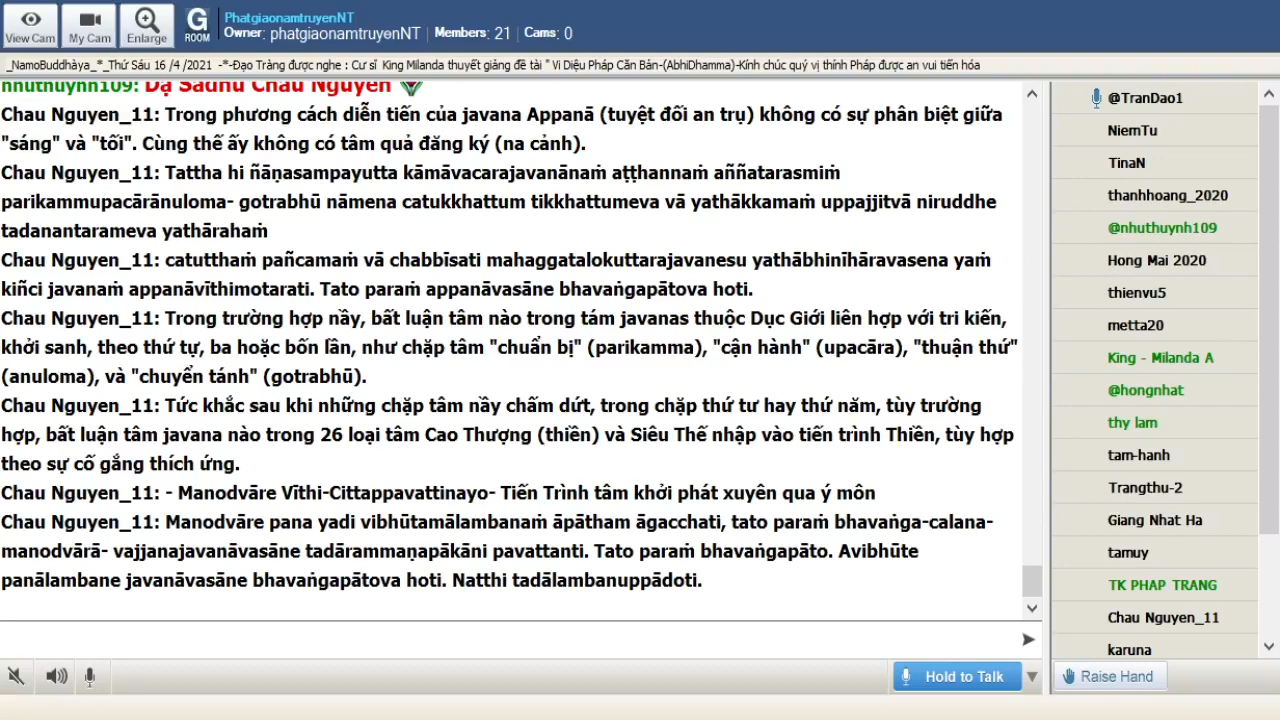 View Cam
My Cam
Enlarge
G
ROOM
PhatgiaonamtruyenNT
Owner: phatgiaonamtruyenNT | Members: 21 | Cams: 0
_NamoBuddhàya_*_Thứ Sáu 16 /4 /2021 -*-Đạo Tràng được nghe : Cư sĩ King Milanda thuyết giảng đề tài " Vi Diệu Pháp Căn Bản-(AbhiDhamma)-Kính chúc quý vị thính Pháp được an vui tiến hóa
nhuthuynh109: Dạ Sadhu Chau Nguyen
Chau Nguyen_11: Trong phương cách diễn tiến của javana Appanā (tuyệt đối an trụ) không có sự phân biệt giữa
"sáng" và "tối". Cùng thế ấy không có tâm quả đăng ký (na cảnh).
Chau Nguyen_11: Tattha hi ñāṇasampayutta kāmāvacarajavanānaṁ aṭṭhannaṁ aññatarasmiṁ
parikammupacārānuloma- gotrabhū nāmena catukkhattum tikkhattumeva vā yathākkamaṁ uppajjitvā niruddhe
tadanantarameva yathārahaṁ
Chau Nguyen_11: catutthaṁ pañcamaṁ vā chabbīsati mahaggatalokuttarajavanesu yathābhinīhāravasena yaṁ
kiñci javanaṁ appanāvīthimotarati. Tato paraṁ appanāvasāne bhavaṅgapātova hoti.
Chau Nguyen_11: Trong trường hợp nầy, bất luận tâm nào trong tám javanas thuộc Dục Giới liên hợp với tri kiến,
khởi sanh, theo thứ tự, ba hoặc bốn lần, như chặp tâm "chuẩn bị" (parikamma), "cận hành" (upacāra), "thuận thứ"
(anuloma), và "chuyển tánh" (gotrabhū).
Chau Nguyen_11: Tức khắc sau khi những chặp tâm nầy chấm dứt, trong chặp thứ tư hay thứ năm, tùy trường
hợp, bất luận tâm javana nào trong 26 loại tâm Cao Thượng (thiền) và Siêu Thế nhập vào tiến trình Thiền, tùy hợp
theo sự cố gắng thích ứng.
Chau Nguyen_11: - Manodvāre Vīthi-Cittappavattinayo- Tiến Trình tâm khởi phát xuyên qua ý môn
Chau Nguyen_11: Manodvāre pana yadi vibhūtamālambanaṁ āpātham āgacchati, tato paraṁ bhavaṅga-calana-
manodvārā- vajjanajavanāvasāne tadārammaṇapākāni pavattanti. Tato paraṁ bhavaṅgapāto. Avibhūte
panālambane javanāvasāne bhavaṅgapātova hoti. Natthi tadālambanuppādoti.
@TranDao1
NiemTu
TinaN
thanhhoang_2020
@nhuthuynh109
Hong Mai 2020
thienvu5
metta20
King - Milanda A
@hongnhat
thy lam
tam-hanh
Trangthu-2
Giang Nhat Ha
tamuy
TK PHAP TRANG
Chau Nguyen_11
karuna
Hold to Talk
Raise Hand